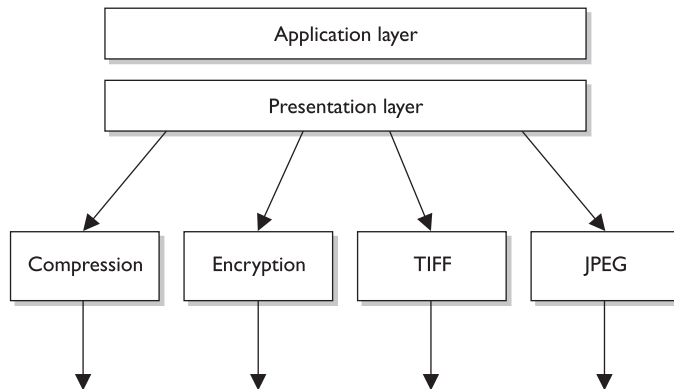 Application layer
Presentation layer
Compression
Encryption
TIFF
JPEG